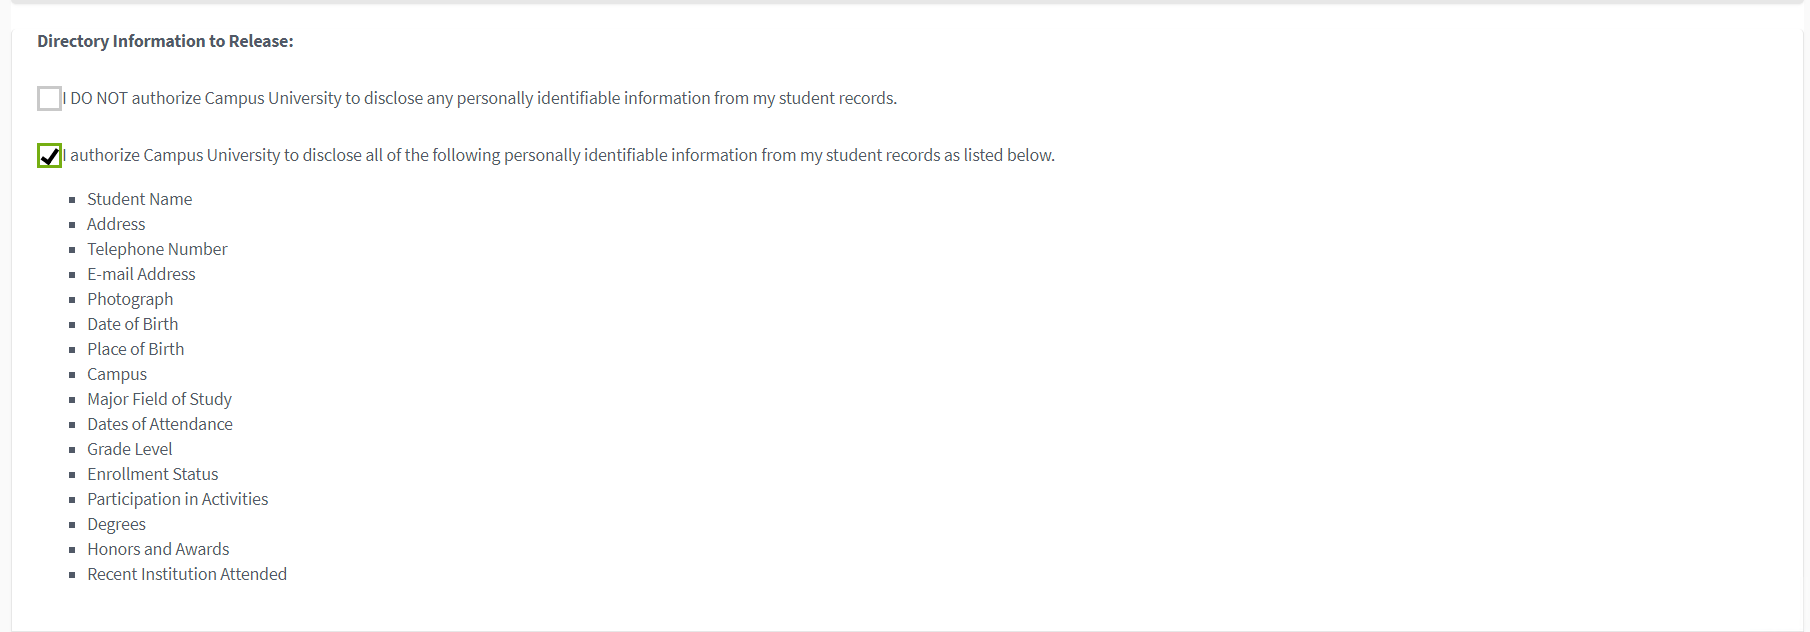 Directory Information to Release:
I DO NOT authorize Campus University to disclose any personally identifiable information from my student records.
I authorize Campus University to disclose all of the following personally identifiable information from my student records as listed below.
Student Name
Address
Telephone Number
E-mail Address
Photograph
Date of Birth
Place of Birth
Campus
Major Field of Study
Dates of Attendance
Grade Level
Enrollment Status
Participation in Activities
Degrees
Honors and Awards
Recent Institution Attended